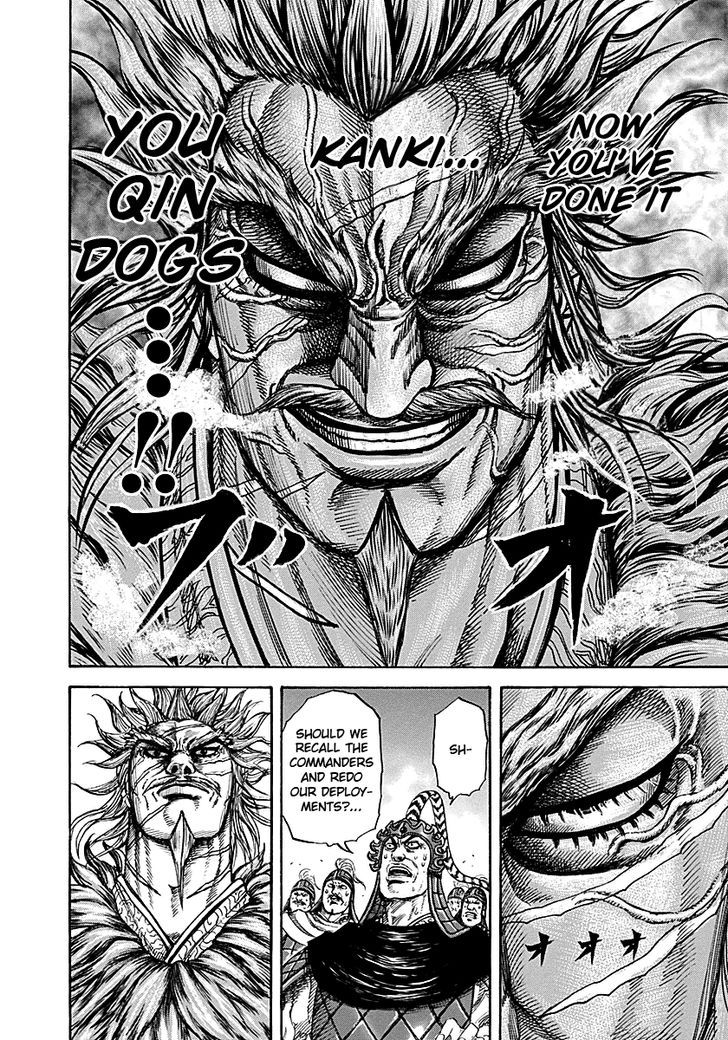 NOW
YOU'VE
DONE IT
KANKI...
YOU
QIN
DOGS
......!!
オ
ブ
オ オ オ
SH-
SHOULD WE
RECALL THE
COMMANDERS
AND REDO
OUR DEPLOY-
MENTS?...